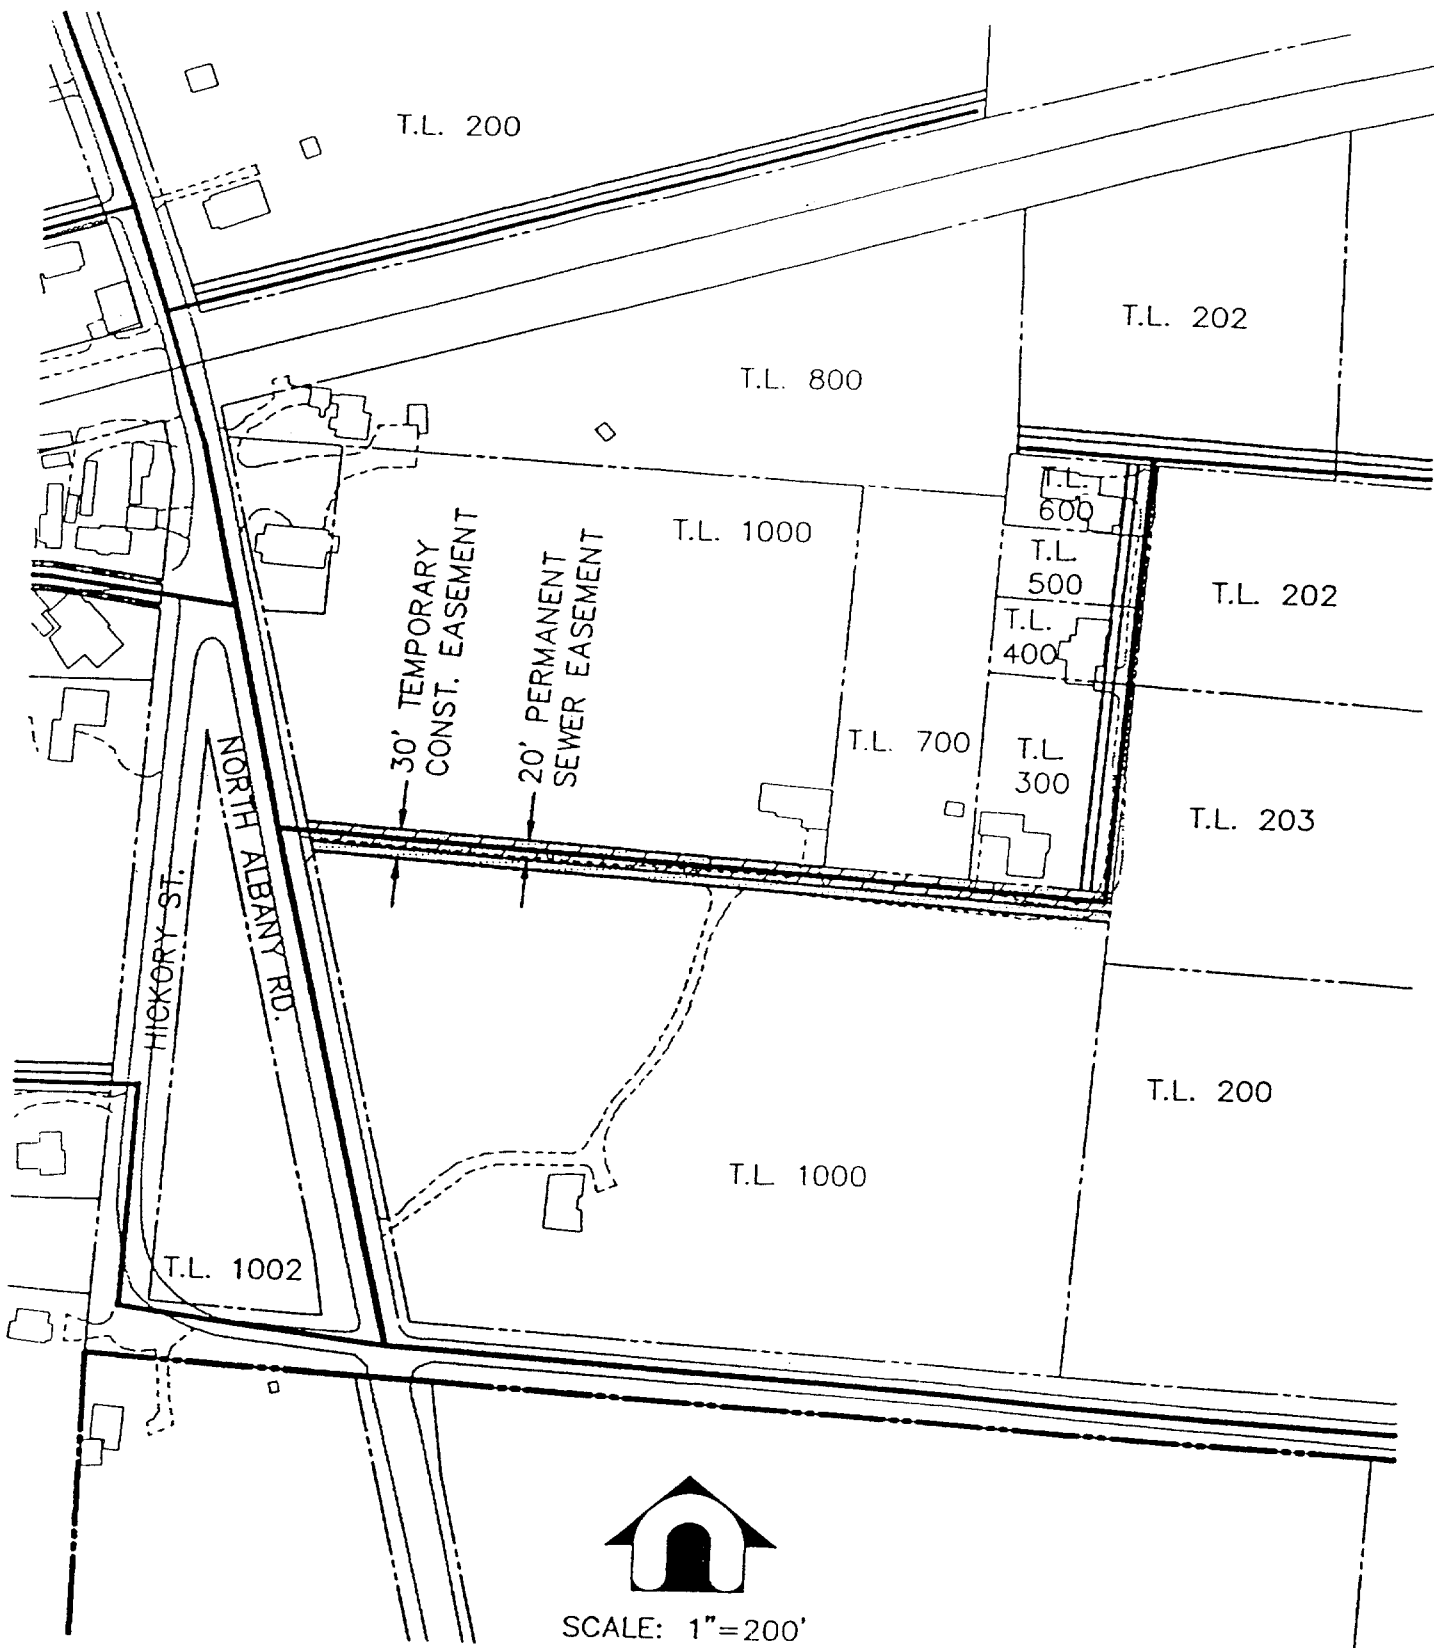 T.L. 200
T.L. 202
T.L. 800
T.L. 1000
T.L.
600
T.L.
500
T.L. 202
T.L.
400
30' TEMPORARY
CONST. EASEMENT
20' PERMANENT
SEWER EASEMENT
T.L. 700
T.L.
300
T.L. 203
NORTH ALBANY RD.
HICKORY ST.
T.L. 200
T.L. 1000
T.L. 1002
SCALE: 1"=200'